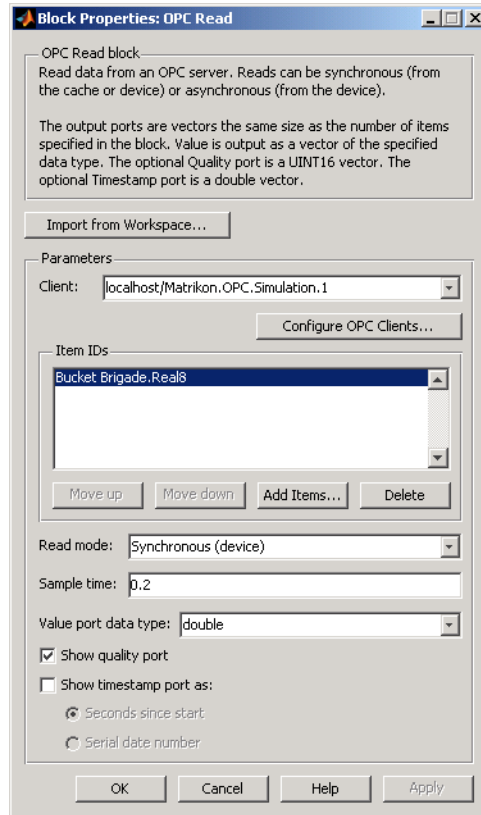 Block Properties: OPC Read
OPC Read block
Read data from an OPC server. Reads can be synchronous (from
the cache or device) or asynchronous (from the device).
The output ports are vectors the same size as the number of items
specified in the block. Value is output as a vector of the specified
data type. The optional Quality port is a UINT16 vector. The
optional Timestamp port is a double vector.
Import from Workspace...
Parameters
Client: localhost/Matrikon.OPC.Simulation.1
Configure OPC Clients...
Item IDs
Bucket Brigade.Real8
Move up Move down Add Items... Delete
Read mode: Synchronous (device)
Sample time: 0.2
Value port data type: double
Show quality port
Show timestamp port as:
Seconds since start
Serial date number
OK Cancel Help Apply